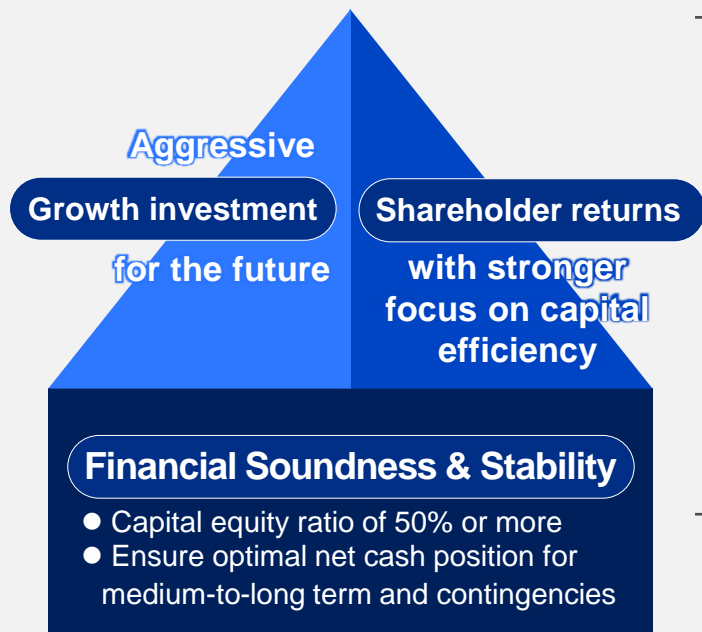 Aggressive
Growth investment
for the future
Shareholder returns
with stronger
focus on capital
efficiency
Financial Soundness & Stability
● Capital equity ratio of 50% or more
● Ensure optimal net cash position for
medium-to-long term and contingencies